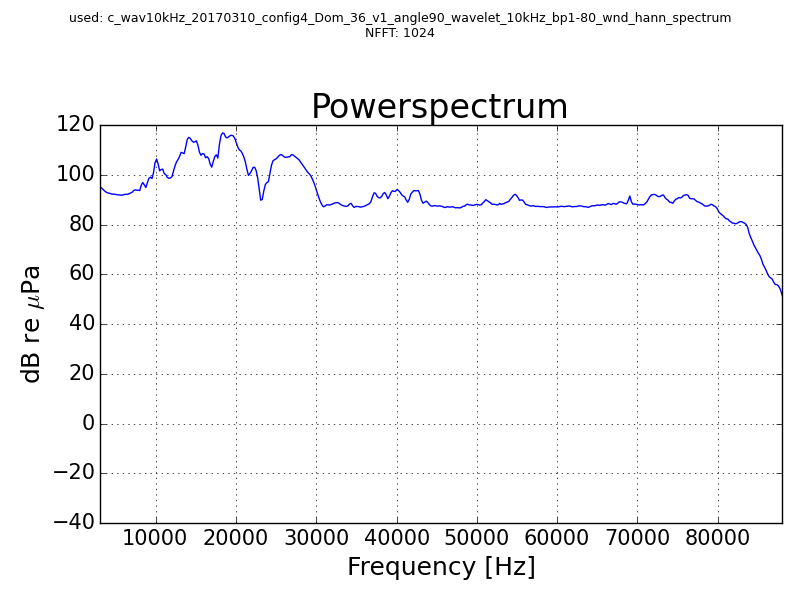 used: c_wav10kHz_20170310_config4_Dom_36_v1_angle90_wavelet_10kHz_bp1-80_wnd_hann_spectrum
NFFT: 1024
Powerspectrum
120
100
80
60
40
20
0
−20
−40
dB re μPa
10000 20000 30000 40000 50000 60000 70000 80000
Frequency [Hz]